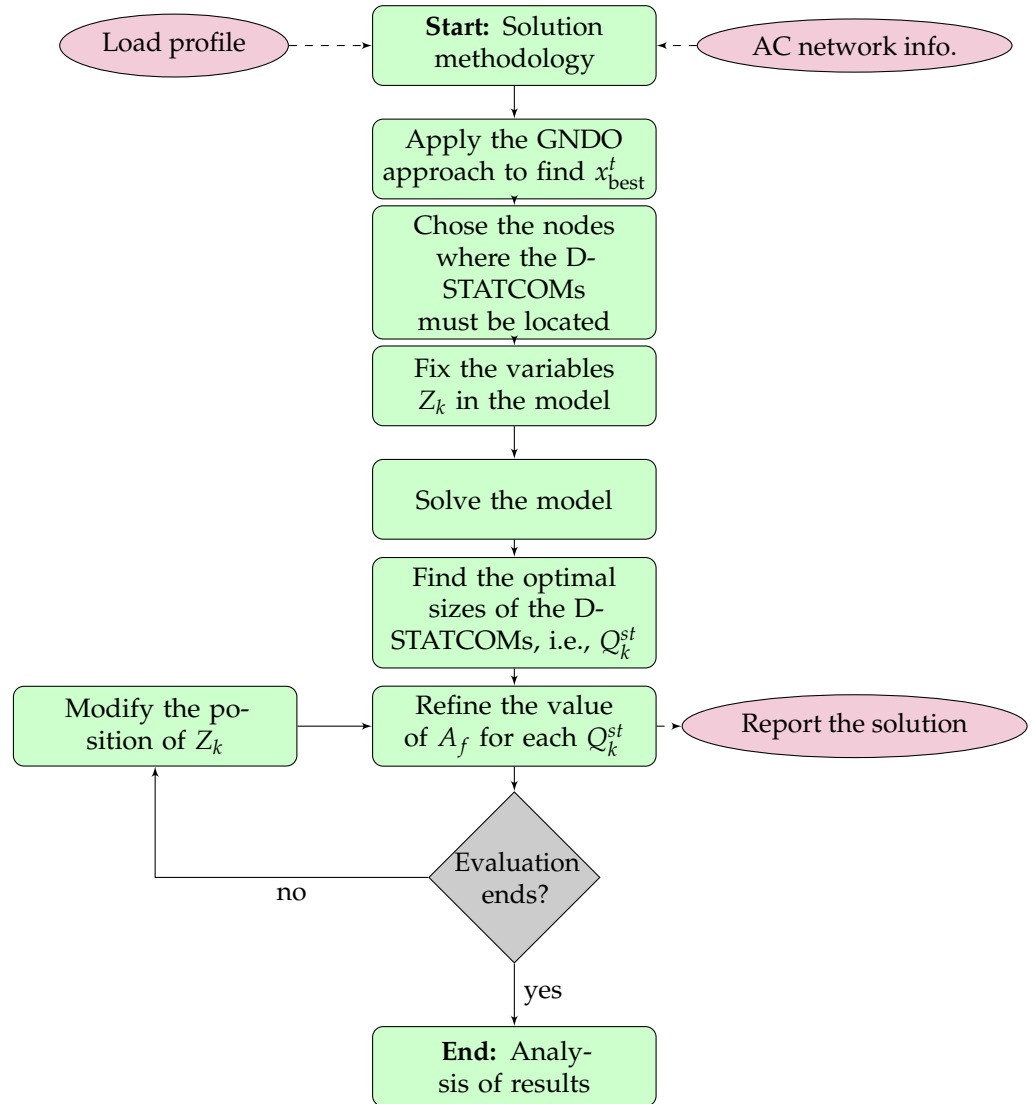 Load profile
Start: Solution
methodology
AC network info.
Apply the GNDO
approach to find x^t_best
Chose the nodes
where the D-
STATCOMs
must be located
Fix the variables
Z_k in the model
Solve the model
Find the optimal
sizes of the D-
STATCOMs, i.e., Q^st_k
Modify the po-
sition of Z_k
Refine the value
of A_f for each Q^st_k
Report the solution
Evaluation
ends?
no
yes
End: Analy-
sis of results